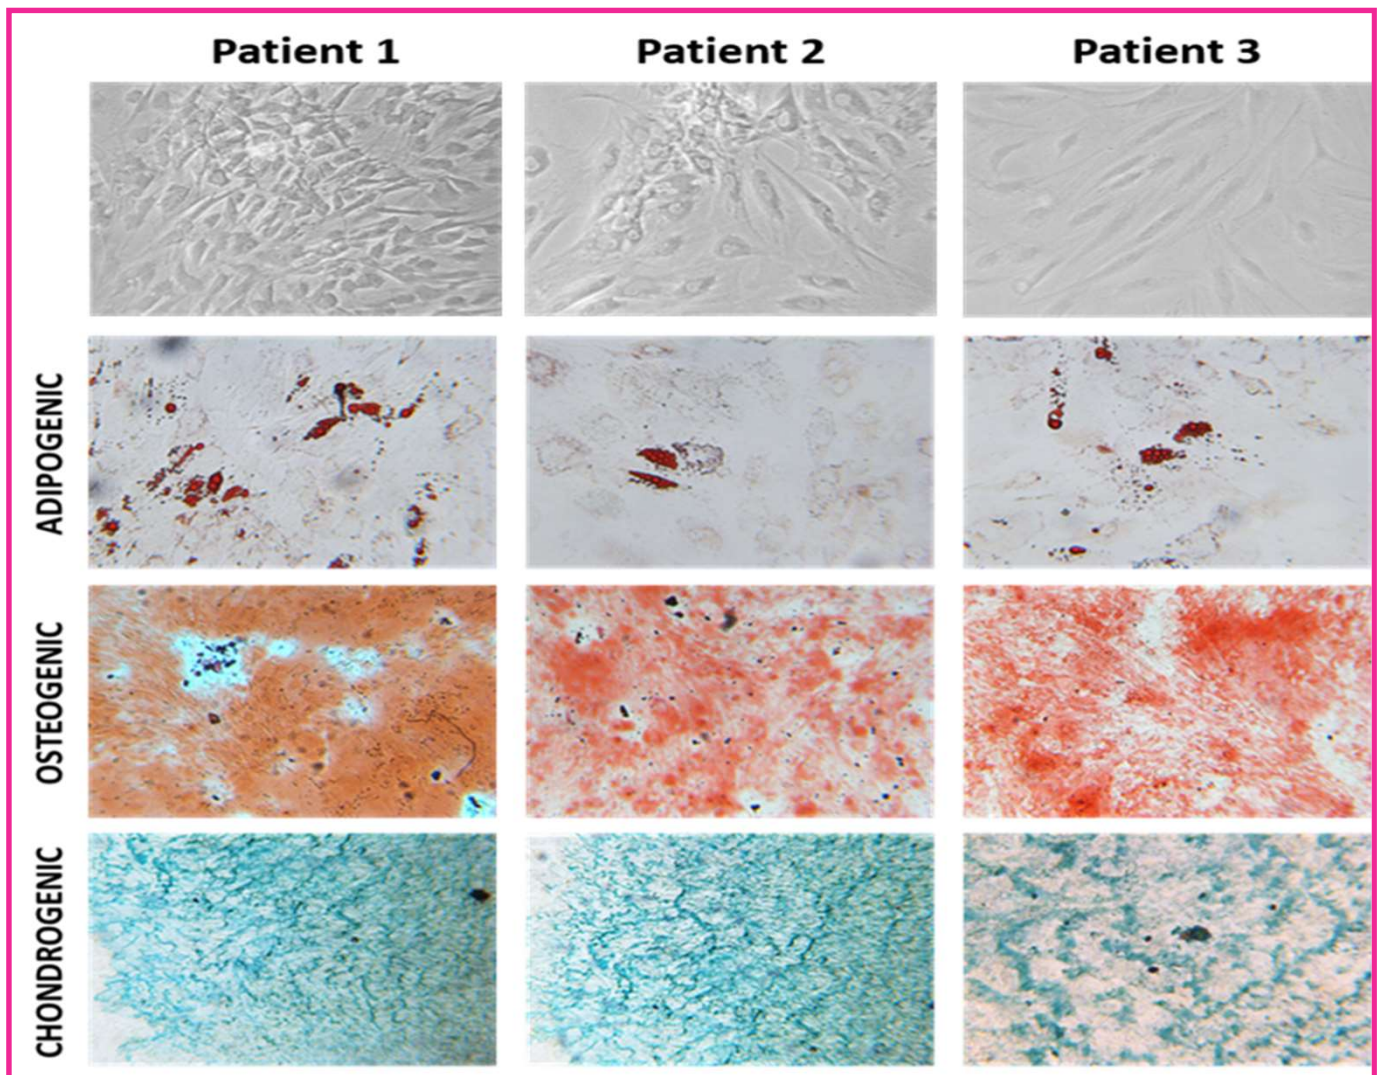 Patient 1
Patient 2
Patient 3
ADIPOGENIC
OSTEOGENIC
CHONDROGENIC